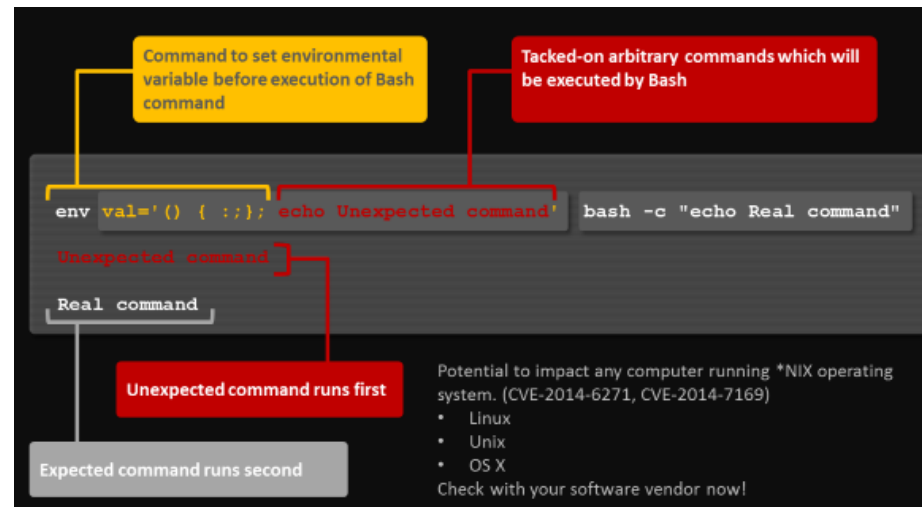 Command to set environmental
variable before execution of Bash
command
Tacked-on arbitrary commands which will
be executed by Bash
env val='() { :;}; echo Unexpected command' bash -c "echo Real command"
Unexpected command
Real command
Unexpected command runs first
Expected command runs second
Potential to impact any computer running *NIX operating
system. (CVE-2014-6271, CVE-2014-7169)
• Linux
• Unix
• OS X
Check with your software vendor now!